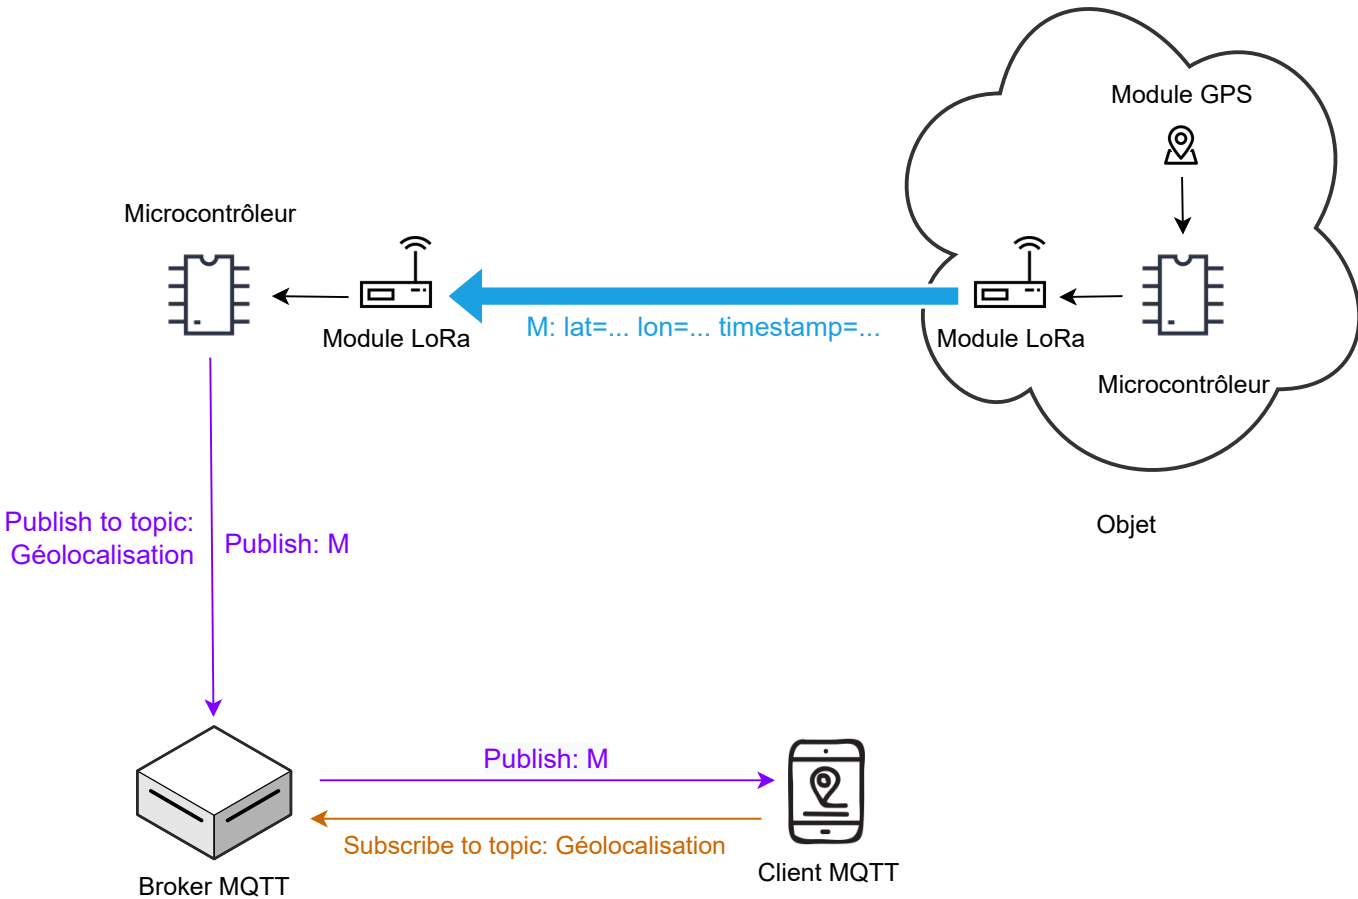 Module GPS
Microcontrôleur
Module LoRa
M: lat=... lon=... timestamp=...
Module LoRa
Microcontrôleur
Objet
Publish to topic:
Géolocalisation
Publish: M
Publish: M
Subscribe to topic: Géolocalisation
Broker MQTT
Client MQTT